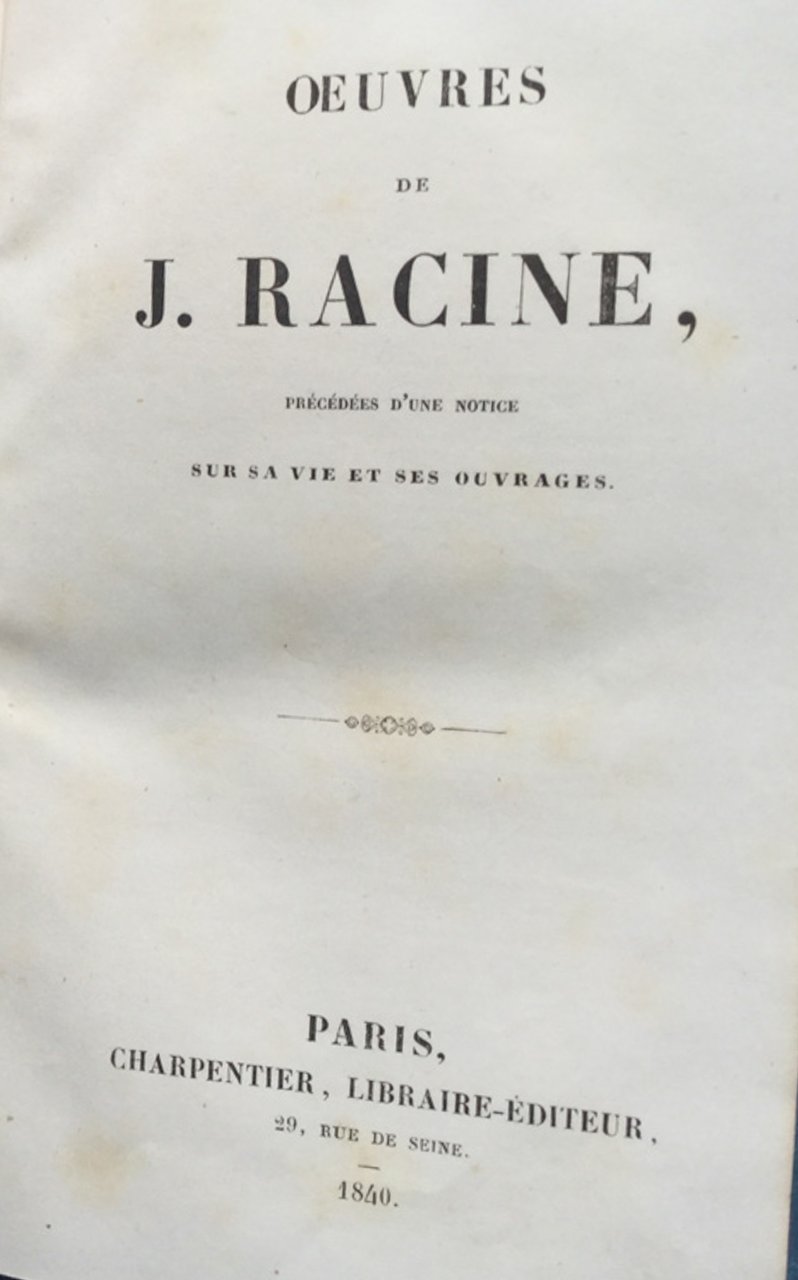 OEUVRES
DE
J. RACINE,
PRÉCÉDÉES D'UNE NOTICE
SUR SA VIE ET SES OUVRAGES.
PARIS,
CHARPENTIER, LIBRAIRE-ÉDITEUR,
29, RUE DE SEINE.
1840.